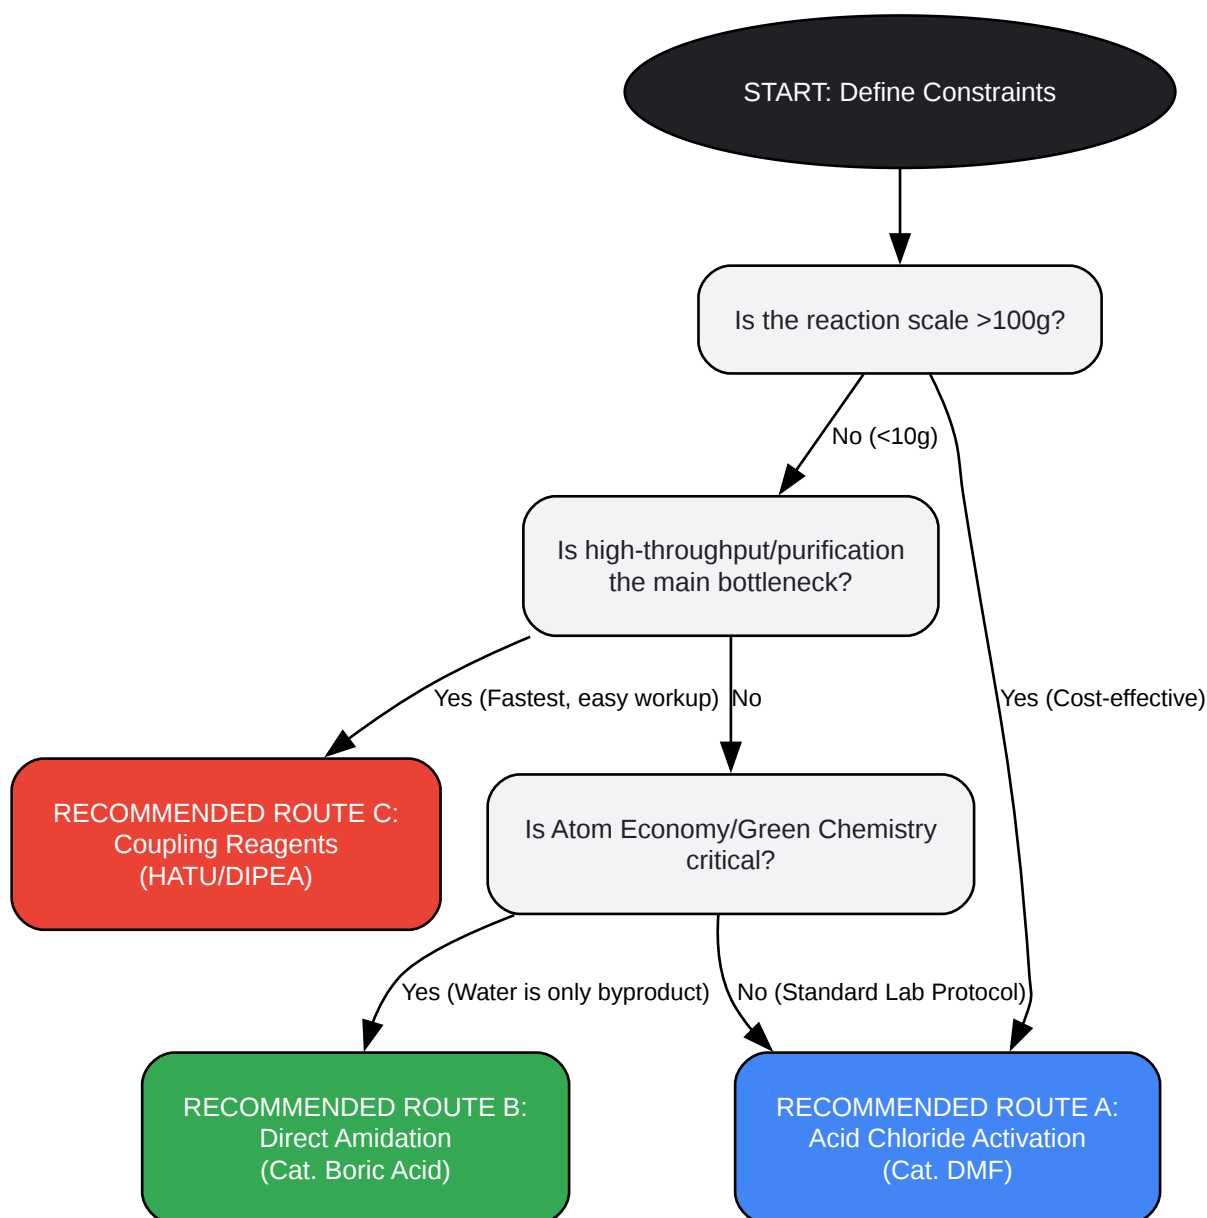 START: Define Constraints
Is the reaction scale >100g?
No (<10g)
Is high-throughput/purification
the main bottleneck?
Yes (Fastest, easy workup)
No
Yes (Cost-effective)
RECOMMENDED ROUTE C:
Coupling Reagents
(HATU/DIPEA)
Is Atom Economy/Green Chemistry
critical?
Yes (Water is only byproduct)
No (Standard Lab Protocol)
RECOMMENDED ROUTE B:
Direct Amidation
(Cat. Boric Acid)
RECOMMENDED ROUTE A:
Acid Chloride Activation
(Cat. DMF)